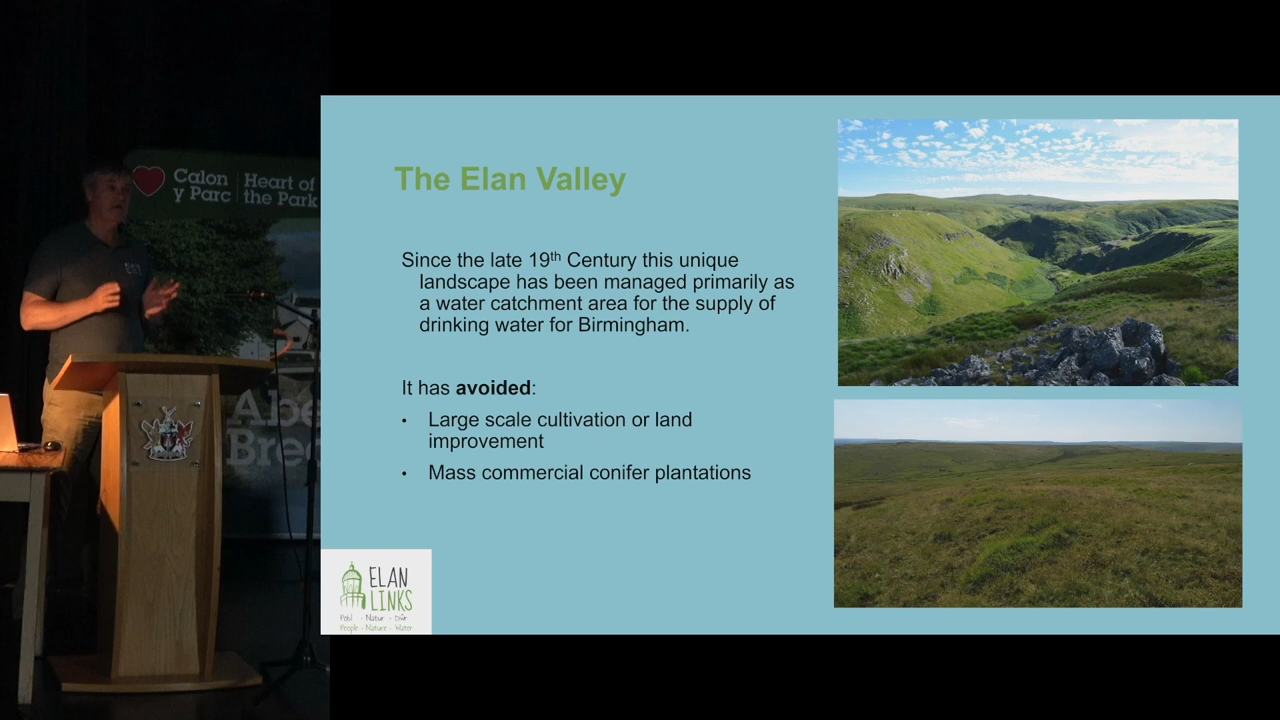 Calon
y Parc
Heart of
the Park
Abe
Bre
The Elan Valley
Since the late 19th Century this unique
landscape has been managed primarily as
a water catchment area for the supply of
drinking water for Birmingham.
It has avoided:
• Large scale cultivation or land
improvement
• Mass commercial conifer plantations
ELAN
LINKS
Pobl - Natur - Dŵr
People - Nature - Water